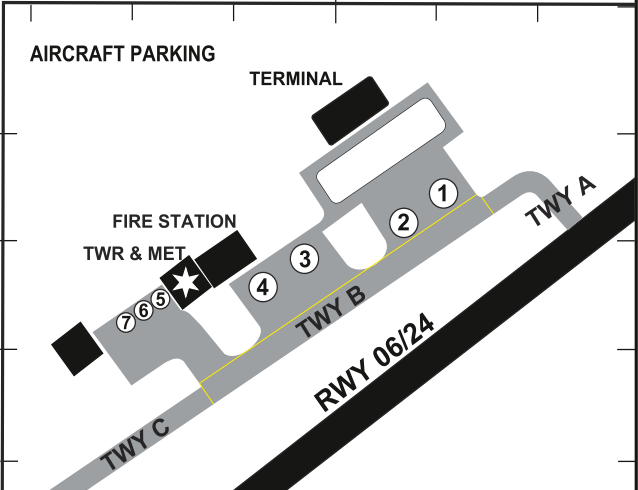 AIRCRAFT PARKING
TERMINAL
1
2
FIRE STATION
TWR & MET
3
4
5
6
7
TWY A
TWY B
RWY 06/24
TWY C